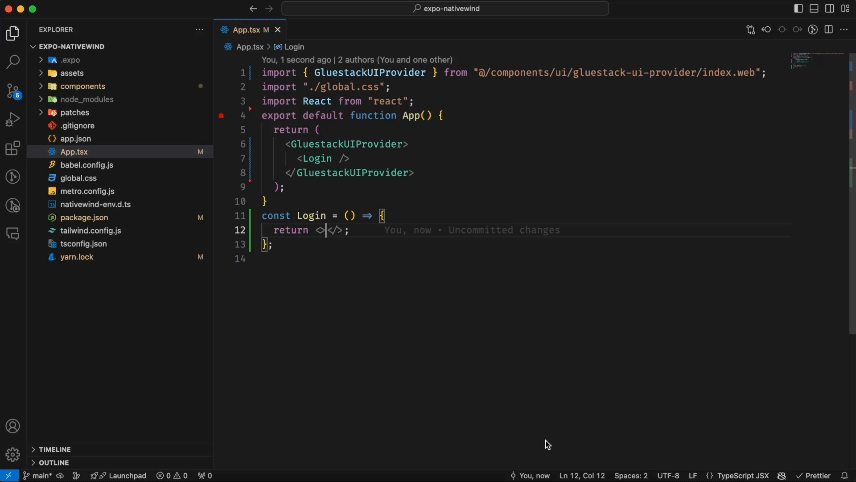 expo-nativewind
EXPLORER
EXPO-NATIVEWIND
.expo
assets
components
node_modules
patches
.gitignore
app.json
App.tsx M
babel.config.js
global.css
metro.config.js
nativewind-env.d.ts
package.json M
tailwind.config.js
tsconfig.json
yarn.lock M
TIMELINE
OUTLINE
App.tsx M
App.tsx > Login
You, 1 second ago | 2 authors (You and one other)
1 import { GluestackUIProvider } from "@/components/ui/gluestack-ui-provider/index.web";
2 import "./global.css";
3 import React from "react";
4 export default function App() {
5 return (
6 <GluestackUIProvider>
7 <Login />
8 </GluestackUIProvider>
9 );
10 }
11 const Login = () => {
12 return <></>; You, now • Uncommitted changes
13 };
14
6
main* Launchpad 0 0 0 You, now Ln 12, Col 12 Spaces: 2 UTF-8 LF {} TypeScript JSX Prettier